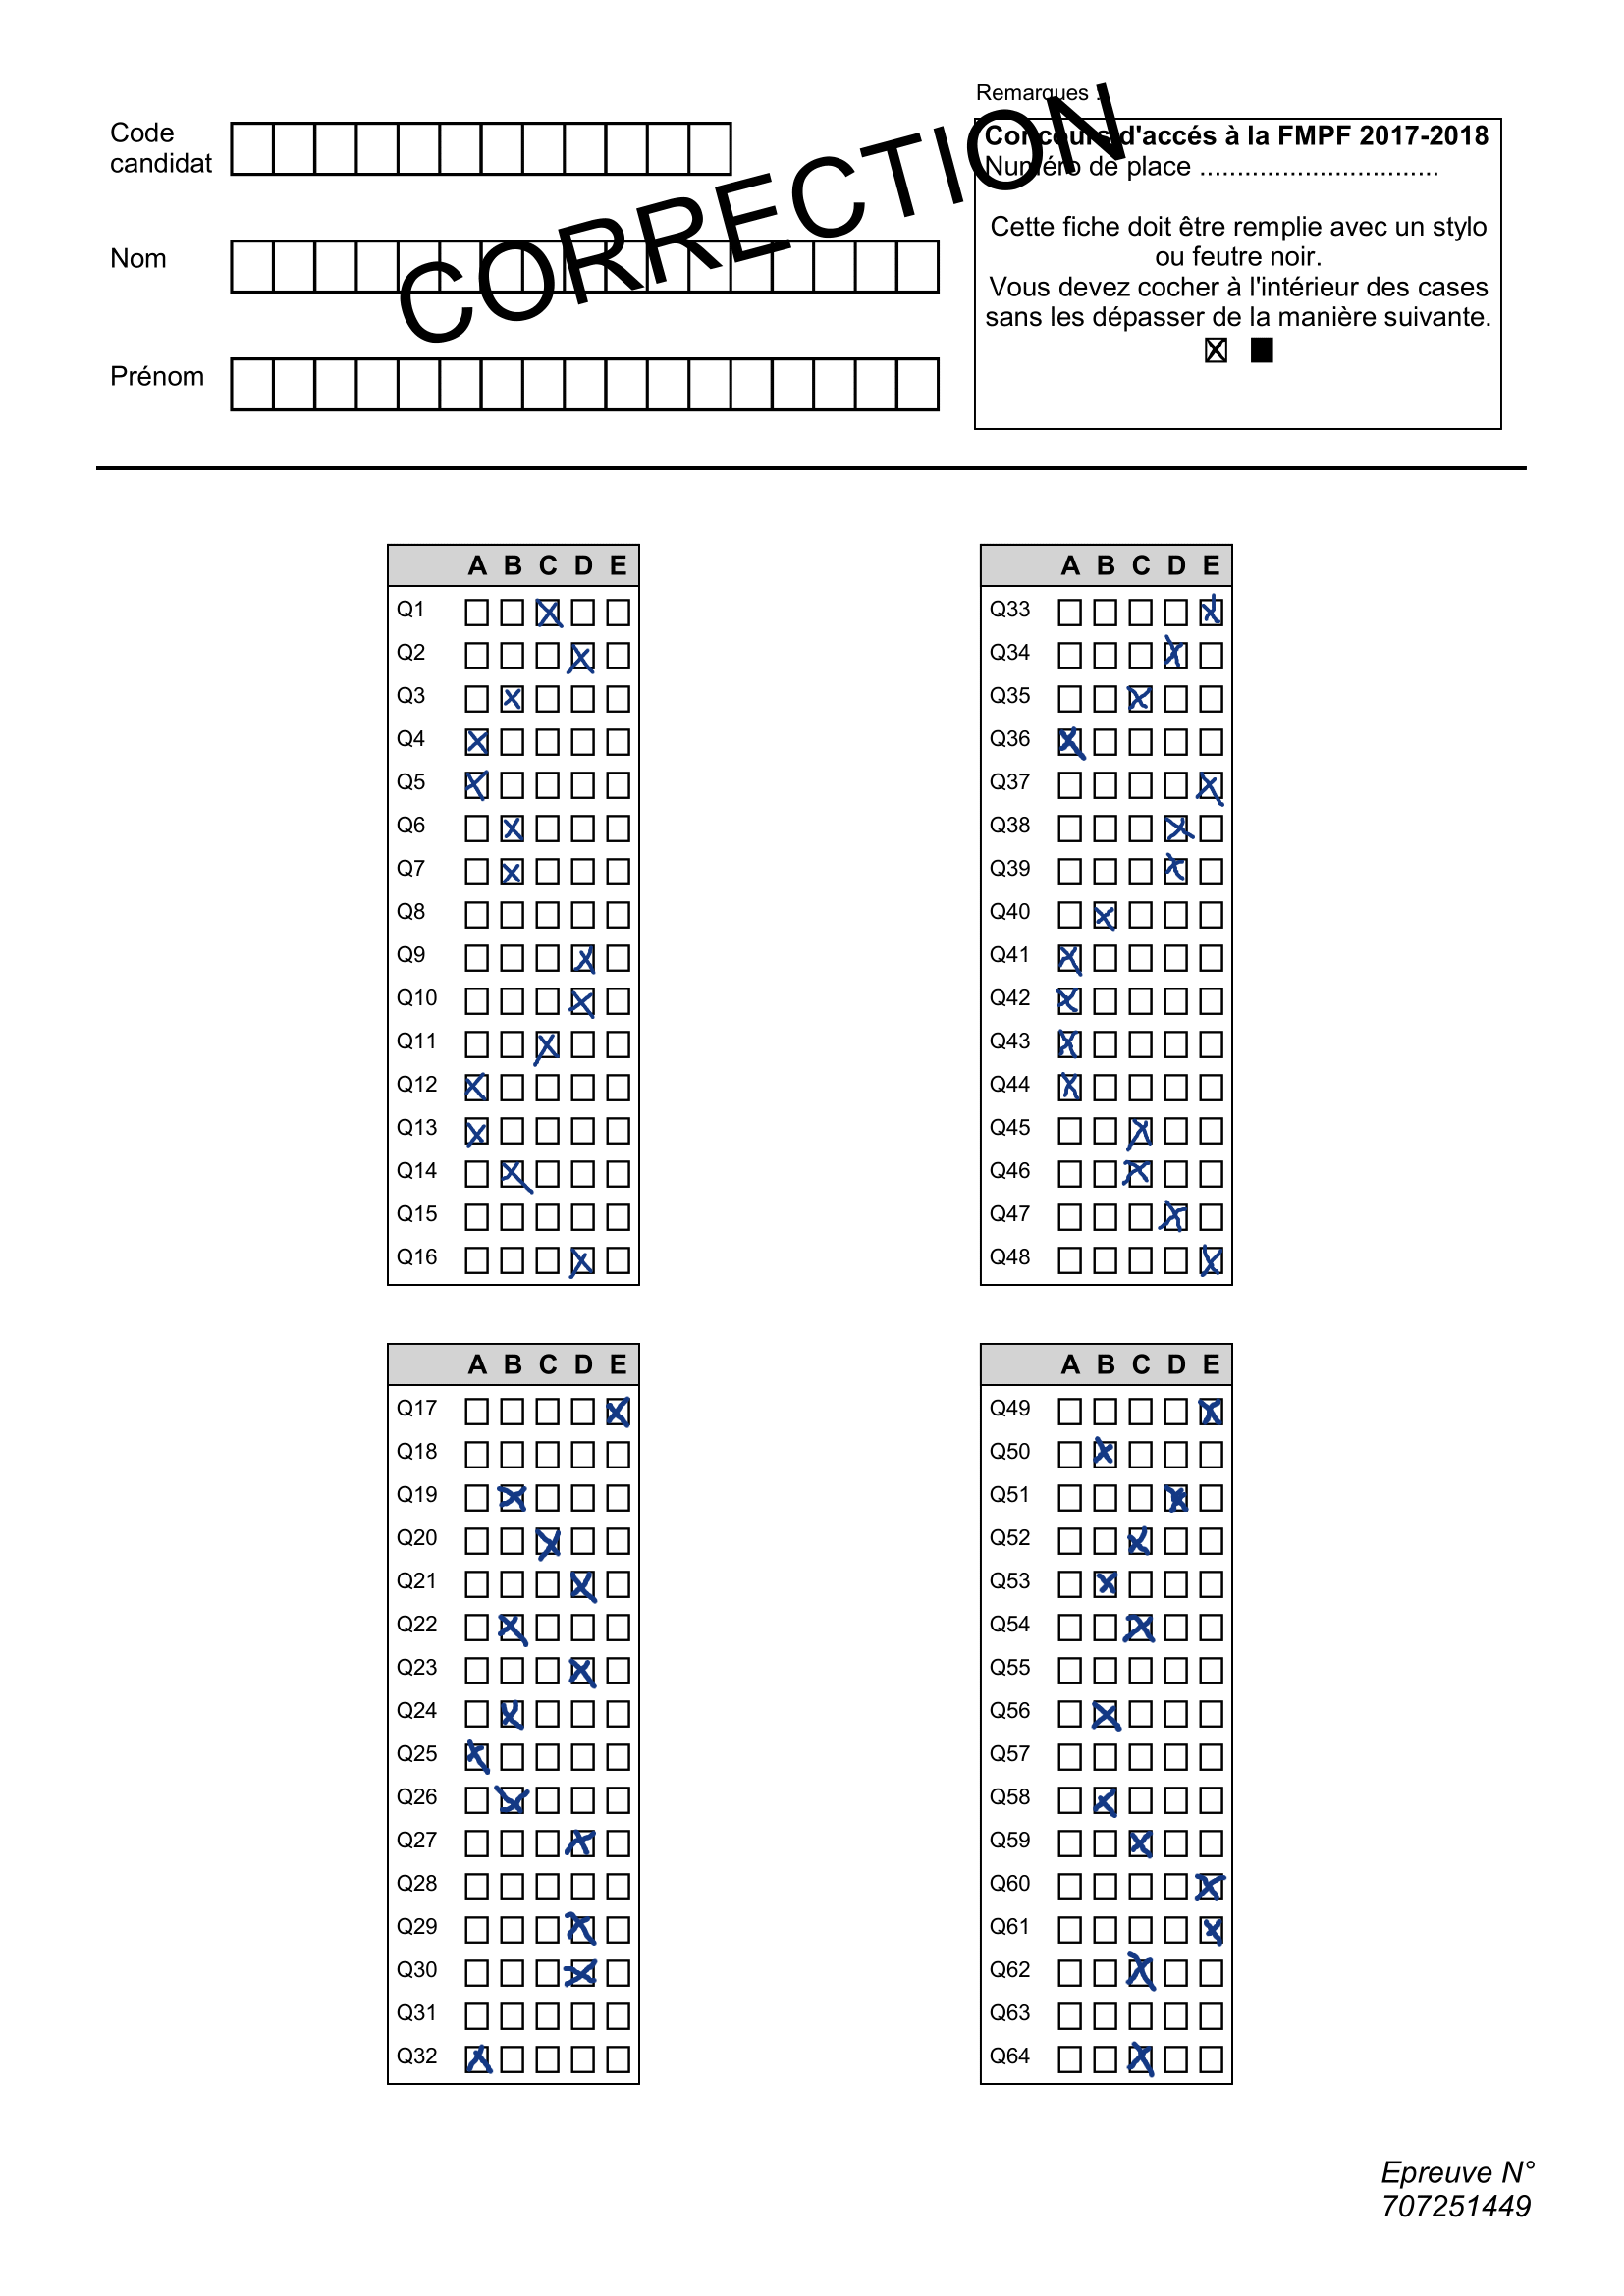 Remarques :
Code
candidat
CORRECTION
Concours d'accés à la FMPF 2017-2018
Numéro de place ................................
Nom
Cette fiche doit être remplie avec un stylo
ou feutre noir.
Vous devez cocher à l'intérieur des cases
sans les dépasser de la manière suivante.
Prénom
A B C D E
Q1
Q2
Q3
Q4
Q5
Q6
Q7
Q8
Q9
Q10
Q11
Q12
Q13
Q14
Q15
Q16
A B C D E
Q33
Q34
Q35
Q36
Q37
Q38
Q39
Q40
Q41
Q42
Q43
Q44
Q45
Q46
Q47
Q48
A B C D E
Q17
Q18
Q19
Q20
Q21
Q22
Q23
Q24
Q25
Q26
Q27
Q28
Q29
Q30
Q31
Q32
A B C D E
Q49
Q50
Q51
Q52
Q53
Q54
Q55
Q56
Q57
Q58
Q59
Q60
Q61
Q62
Q63
Q64
Epreuve N°
707251449